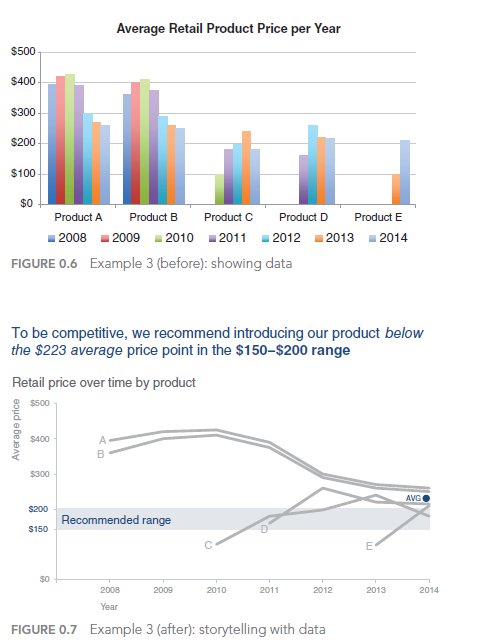 Average Retail Product Price per Year
$500
$400
$300
$200
$100
$0
Product A Product B Product C Product D Product E
2008 2009 2010 2011 2012 2013 2014
FIGURE 0.6 Example 3 (before): showing data
To be competitive, we recommend introducing our product below
the $223 average price point in the $150–$200 range
Retail price over time by product
Average price
$500
$400
$300
$200
$150
$0
A
B
C
D
E
AVG
Recommended range
2008 2009 2010 2011 2012 2013 2014
Year
FIGURE 0.7 Example 3 (after): storytelling with data